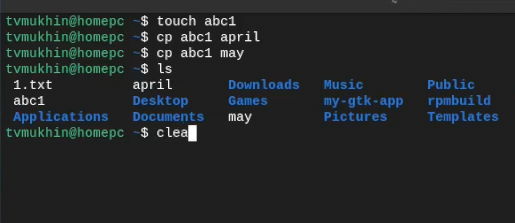 tvmukhin@homepc ~$ touch abc1
tvmukhin@homepc ~$ cp abc1 april
tvmukhin@homepc ~$ cp abc1 may
tvmukhin@homepc ~$ ls
1.txt april Downloads Music Public
abc1 Desktop Games my-gtk-app rpmbuild
Applications Documents may Pictures Templates
tvmukhin@homepc ~$ clea